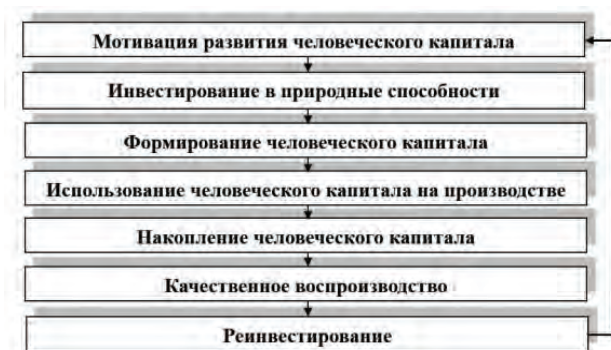 Мотивация развития человеческого капитала
Инвестирование в природные способности
Формирование человеческого капитала
Использование человеческого капитала на производстве
Накопление человеческого капитала
Качественное воспроизводство
Реинвестирование